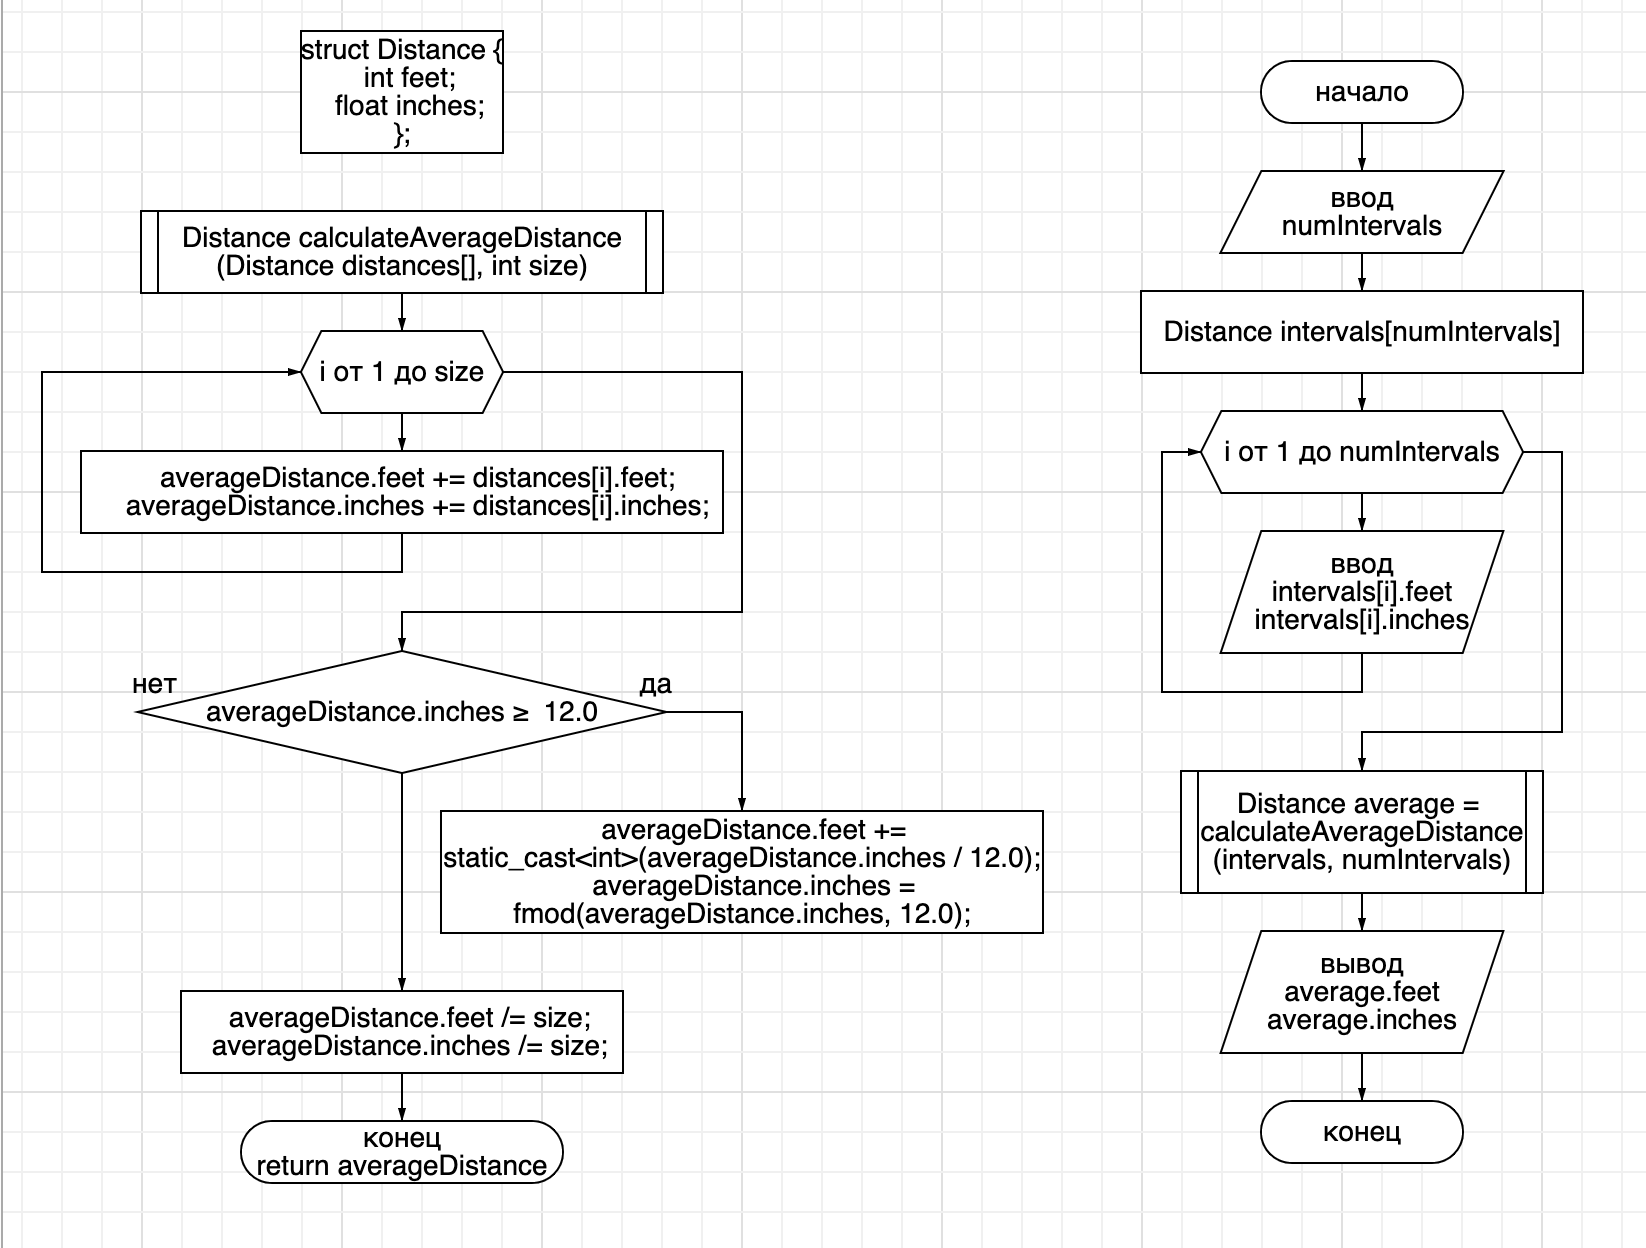 struct Distance {
int feet;
float inches;
};
Distance calculateAverageDistance
(Distance distances[], int size)
i от 1 до size
averageDistance.feet += distances[i].feet;
averageDistance.inches += distances[i].inches;
нет
да
averageDistance.inches ≥ 12.0
averageDistance.feet +=
static_cast<int>(averageDistance.inches / 12.0);
averageDistance.inches =
fmod(averageDistance.inches, 12.0);
averageDistance.feet /= size;
averageDistance.inches /= size;
конец
return averageDistance
начало
ввод
numIntervals
Distance intervals[numIntervals]
i от 1 до numIntervals
ввод
intervals[i].feet
intervals[i].inches
Distance average =
calculateAverageDistance
(intervals, numIntervals)
вывод
average.feet
average.inches
конец